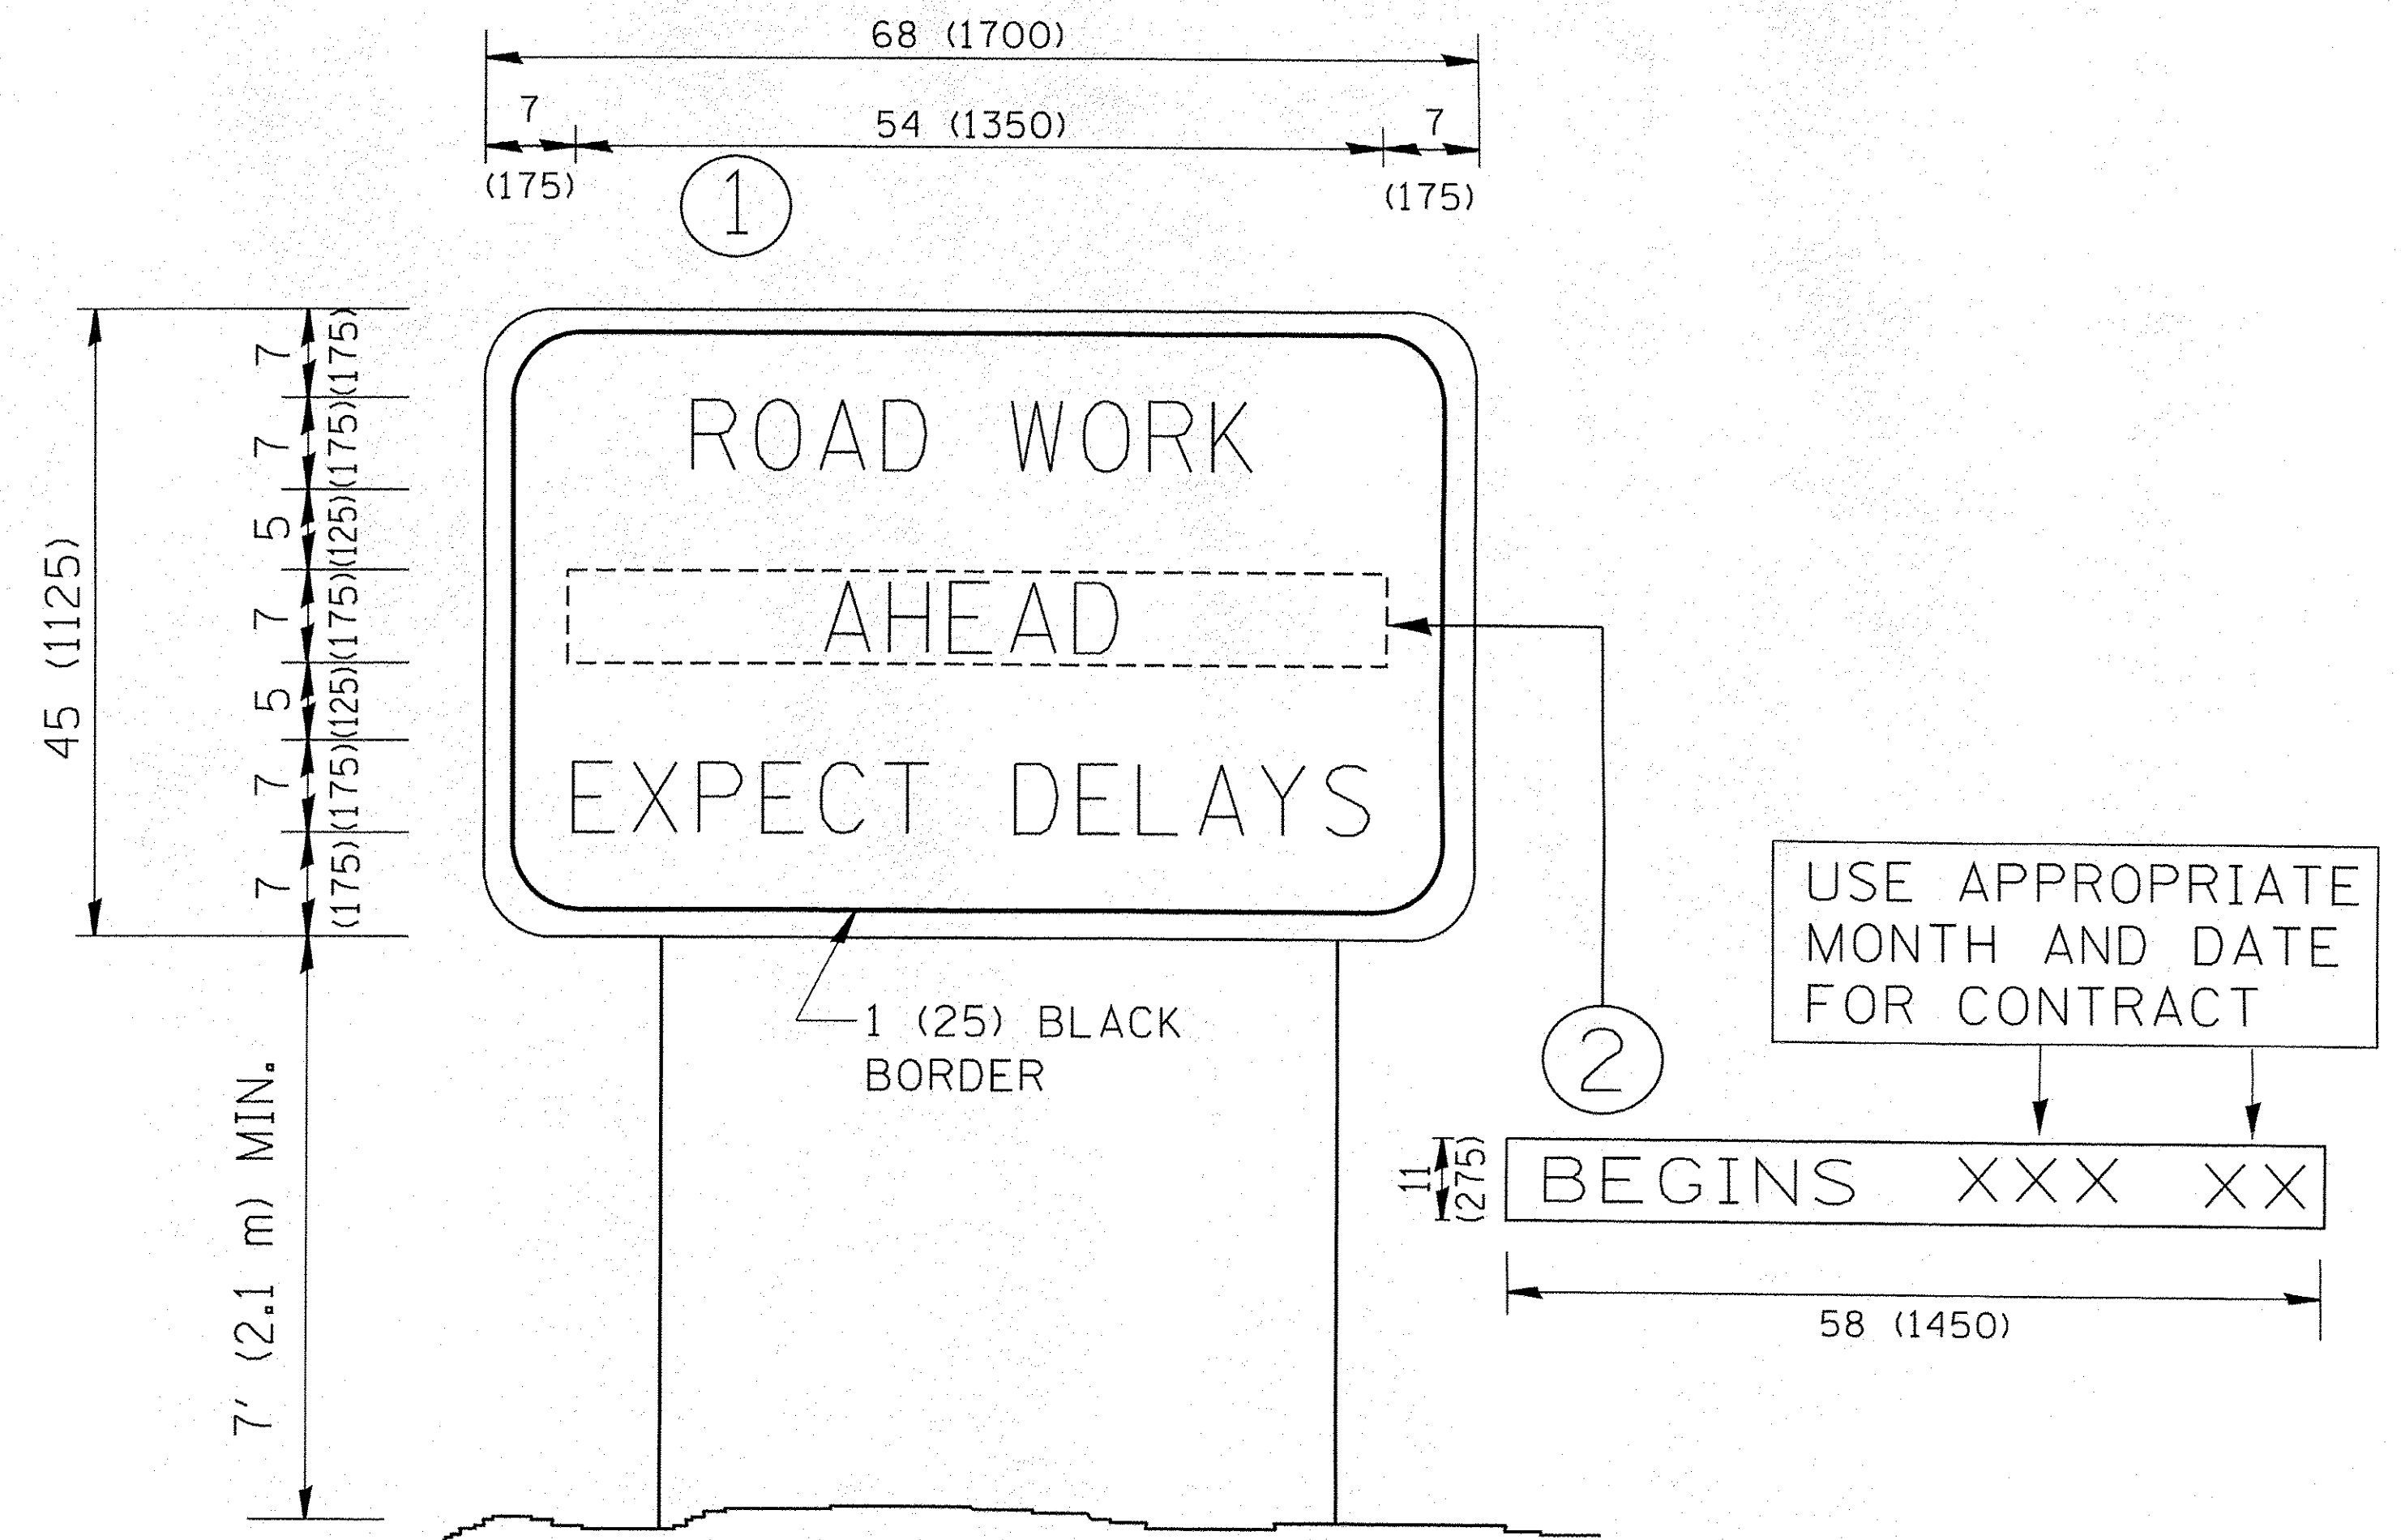 68 (1700)
7
54 (1350)
7
(175)
(175)
1
45 (1125)
7
(175)
7
(175)
5
(125)
7
(175)
5
(125)
7
(175)
7
(175)
ROAD WORK
AHEAD
EXPECT DELAYS
1 (25) BLACK
BORDER
7' (2.1 m) MIN.
2
USE APPROPRIATE
MONTH AND DATE
FOR CONTRACT
11
(275)
BEGINS XXX XX
58 (1450)